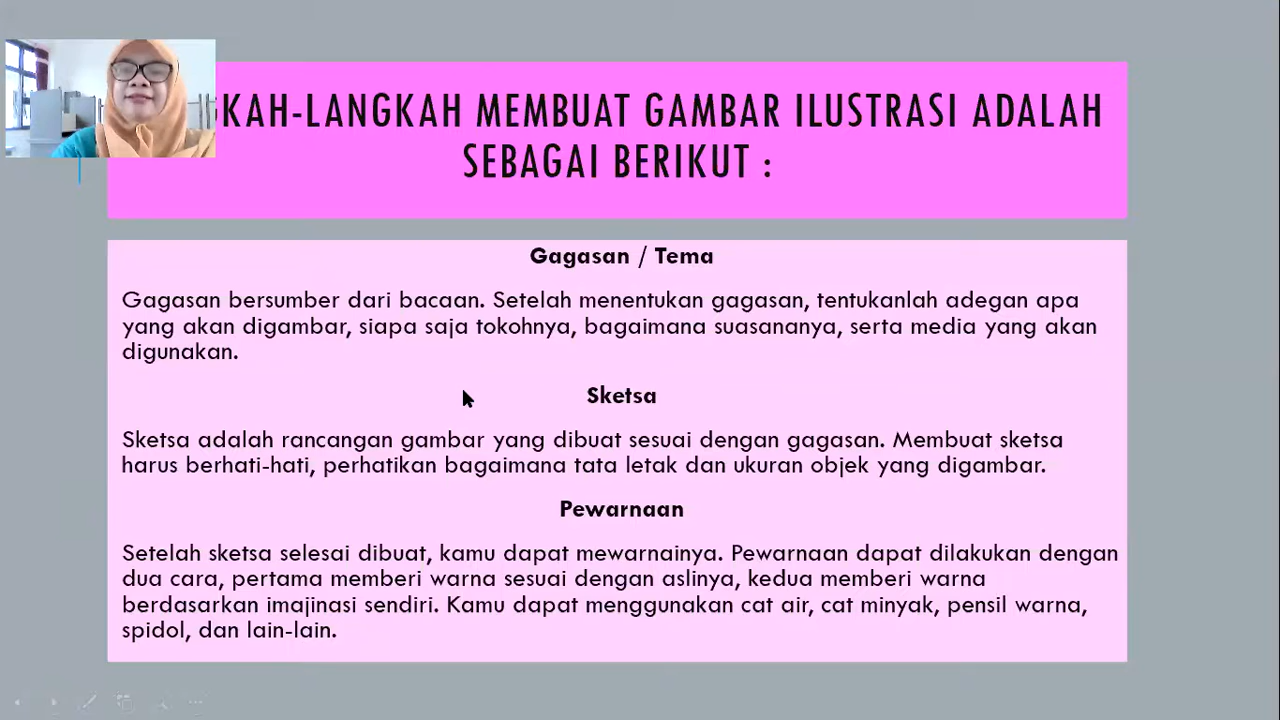 KAH-LANGKAH MEMBUAT GAMBAR ILUSTRASI ADALAH
SEBAGAI BERIKUT :
Gagasan / Tema
Gagasan bersumber dari bacaan. Setelah menentukan gagasan, tentukanlah adegan apa
yang akan digambar, siapa saja tokohnya, bagaimana suasananya, serta media yang akan
digunakan.
Sketsa
Sketsa adalah rancangan gambar yang dibuat sesuai dengan gagasan. Membuat sketsa
harus berhati-hati, perhatikan bagaimana tata letak dan ukuran objek yang digambar.
Pewarnaan
Setelah sketsa selesai dibuat, kamu dapat mewarnainya. Pewarnaan dapat dilakukan dengan
dua cara, pertama memberi warna sesuai dengan aslinya, kedua memberi warna
berdasarkan imajinasi sendiri. Kamu dapat menggunakan cat air, cat minyak, pensil warna,
spidol, dan lain-lain.